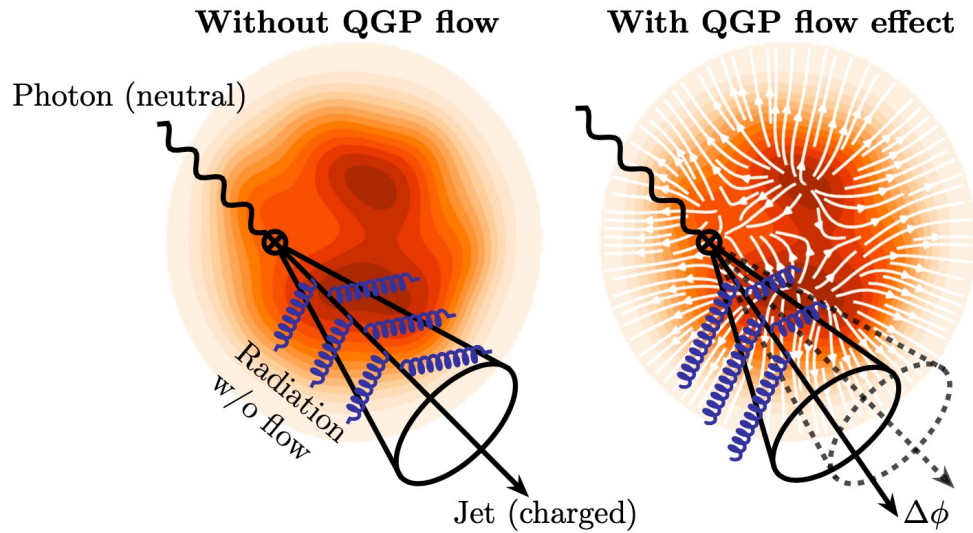 Without QGP flow
With QGP flow effect
Photon (neutral)
Radiation
w/o flow
Jet (charged)
Δϕ